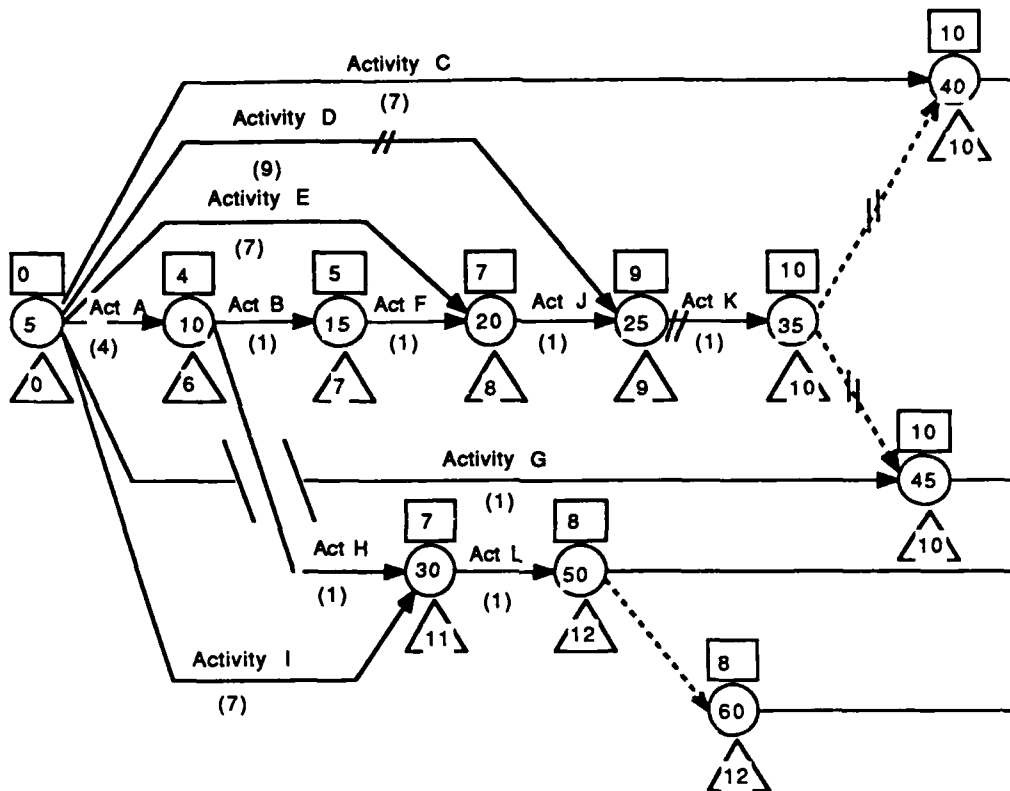 10
Activity C
40
(7)
Activity D
10
(9)
Activity E
(7)
0 4 5 7 9 10
Act A Act B Act F Act J Act K
5 10 15 20 25 35
(4) (1) (1) (1) (1)
0 6 7 8 9 10
10
Activity G
45
(1)
7 8
10
Act H Act L
30 50
(1) (1)
11 12
Activity I
8
(7)
60
12